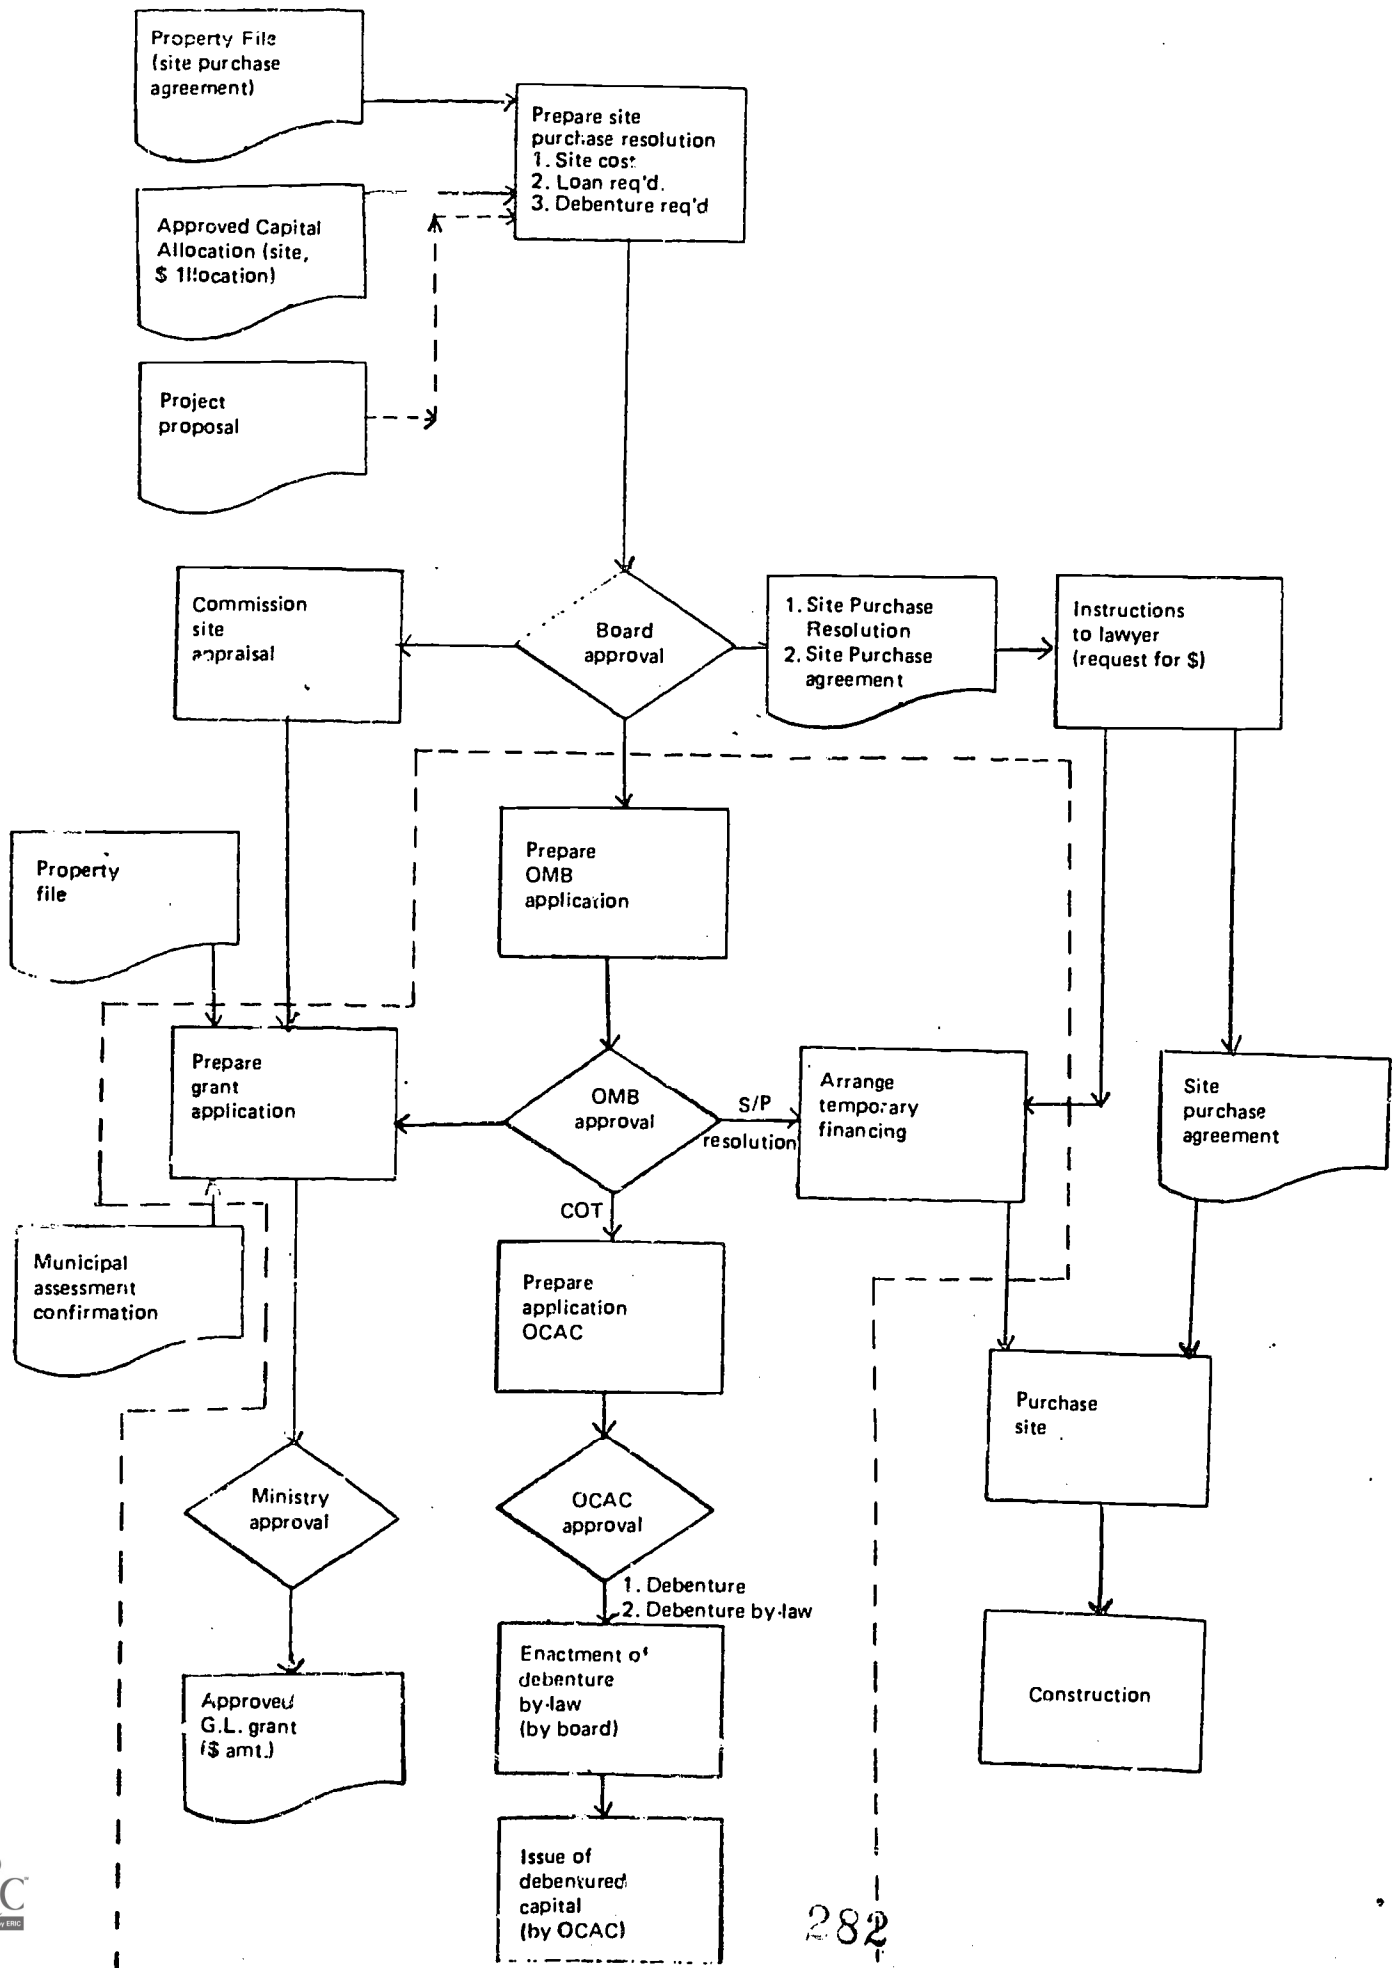 Property File
(site purchase
agreement)
Prepare site
purchase resolution
1. Site cost
2. Loan req'd.
3. Debenture req'd
Approved Capital
Allocation (site,
$ 1llocation)
Project
proposal
Commission
site
appraisal
Board
approval
1. Site Purchase
Resolution
2. Site Purchase
agreement
Instructions
to lawyer
(request for $)
Property
file
Prepare
OMB
application
Prepare
grant
application
OMB
approval
S/P
resolution
Arrange
temporary
financing
Site
purchase
agreement
COT
Municipal
assessment
confirmation
Prepare
application
OCAC
Purchase
site
Ministry
approval
OCAC
approval
1. Debenture
2. Debenture by-law
Approved
G.L. grant
($ amt.)
Enactment of
debenture
by-law
(by board)
Construction
Issue of
debentured
capital
(by OCAC)
282